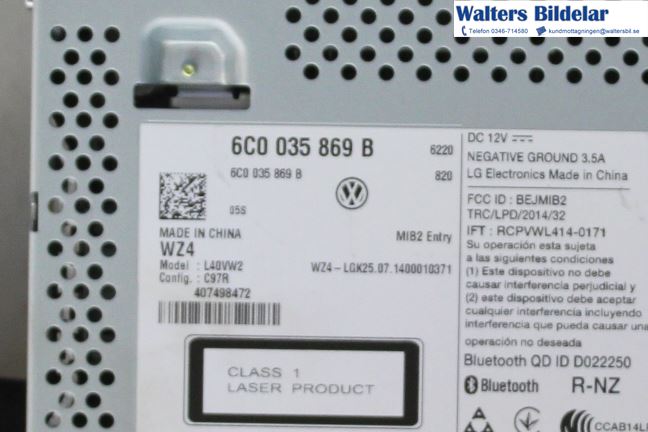 Walters Bildelar
Telefon 0346-714580 kundmottagningen@waltersbil.se
6C0 035 869 B 6220
6C0 035 869 B 820
05S
MADE IN CHINA
WZ4
MIB2 Entry
Model : L40VW2
WZ4-LGK25.07.1400010371
Config. : C97R
407498472
CLASS 1
LASER PRODUCT
DC 12V
NEGATIVE GROUND 3.5A
LG Electronics Made in China
FCC ID : BEJMIB2
TRC/LPD/2014/32
IFT : RCPVWL414-0171
Su operación esta sujeta
a las siguientes condiciones
(1) Este dispositivo no debe
causar interferencia perjudicial y
(2) este dispositivo debe aceptar
cualquier interferencia incluyendo
interferencia que pueda causar una
operación no deseada
Bluetooth QD ID D022250
Bluetooth R-NZ
CCAB14L